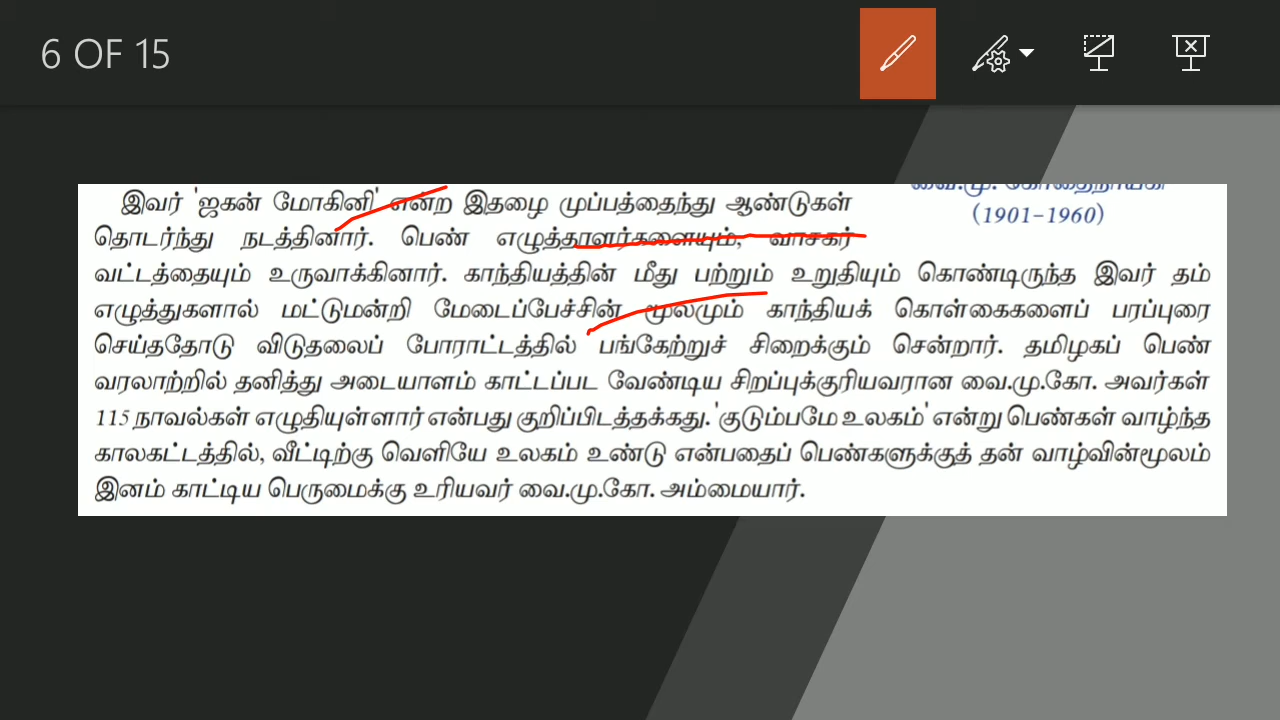 6 OF 15
வை.மு. கோதைநாயகி
(1901-1960)
இவர் 'ஜகன் மோகினி' என்ற இதழை முப்பத்தைந்து ஆண்டுகள்
தொடர்ந்து நடத்தினார். பெண் எழுத்தாளர்களையும், வாசகர்
வட்டத்தையும் உருவாக்கினார். காந்தியத்தின் மீது பற்றும் உறுதியும் கொண்டிருந்த இவர் தம்
எழுத்துகளால் மட்டுமன்றி மேடைப்பேச்சின் மூலமும் காந்தியக் கொள்கைகளைப் பரப்புரை
செய்ததோடு விடுதலைப் போராட்டத்தில் பங்கேற்றுச் சிறைக்கும் சென்றார். தமிழகப் பெண்
வரலாற்றில் தனித்து அடையாளம் காட்டப்பட வேண்டிய சிறப்புக்குரியவரான வை.மு.கோ. அவர்கள்
115 நாவல்கள் எழுதியுள்ளார் என்பது குறிப்பிடத்தக்கது. 'குடும்பமே உலகம்' என்று பெண்கள் வாழ்ந்த
காலகட்டத்தில், வீட்டிற்கு வெளியே உலகம் உண்டு என்பதைப் பெண்களுக்குத் தன் வாழ்வின்மூலம்
இனம் காட்டிய பெருமைக்கு உரியவர் வை.மு.கோ. அம்மையார்.